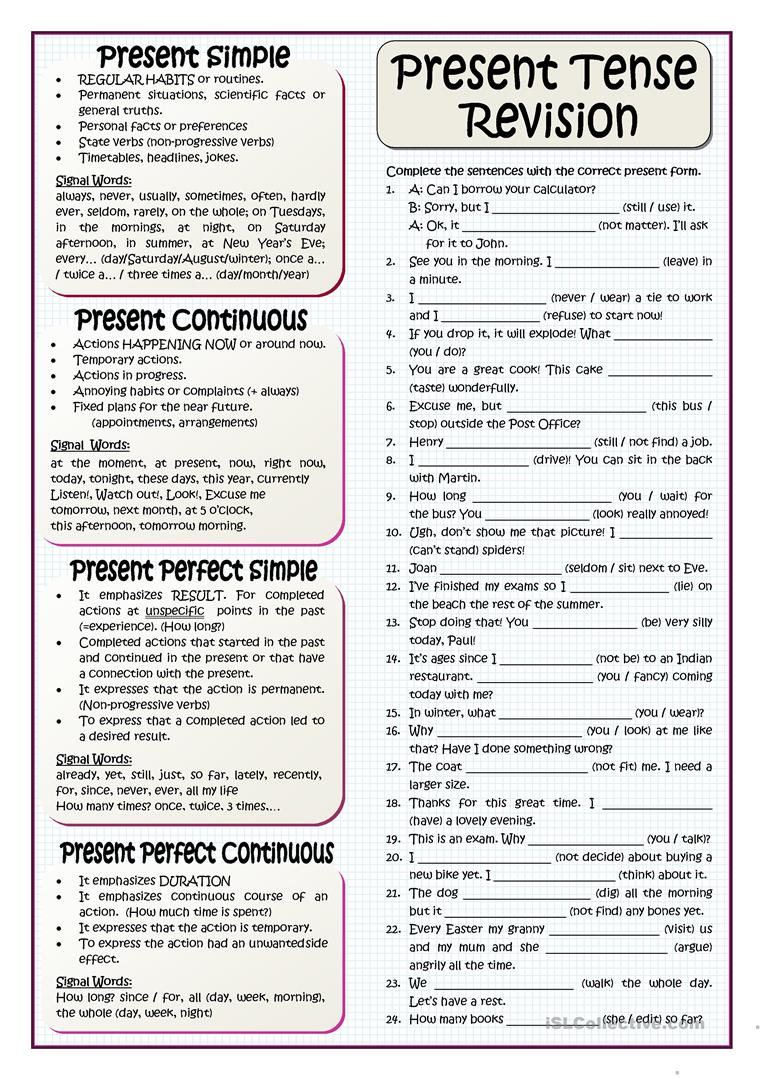 Present Simple
• REGULAR HABITS or routines.
• Permanent situations, scientific facts or
general truths.
• Personal facts or preferences
• State verbs (non-progressive verbs)
• Timetables, headlines, jokes.
Signal Words:
always, never, usually, sometimes, often, hardly
ever, seldom, rarely, on the whole; on Tuesdays,
in the mornings, at night, on Saturday
afternoon, in summer, at New Year's Eve;
every... (day/Saturday/August/winter); once a...
/ twice a... / three times a... (day/month/year)
Present Continuous
• Actions HAPPENING NOW or around now.
• Temporary actions.
• Actions in progress.
• Annoying habits or complaints (+ always)
• Fixed plans for the near future.
(appointments, arrangements)
Signal Words:
at the moment, at present, now, right now,
today, tonight, these days, this year, currently
Listen!, Watch out!, Look!, Excuse me
tomorrow, next month, at 5 o'clock,
this afternoon, tomorrow morning.
Present Perfect Simple
• It emphasizes RESULT. For completed
actions at unspecific points in the past
(=experience). (How long?)
• Completed actions that started in the past
and continued in the present or that have
a connection with the present.
• It expresses that the action is permanent.
(Non-progressive verbs)
• To express that a completed action led to
a desired result.
Signal Words:
already, yet, still, just, so far, lately, recently,
for, since, never, ever, all my life
How many times? once, twice, 3 times,...
Present Perfect Continuous
• It emphasizes DURATION
• It emphasizes continuous course of an
action. (How much time is spent?)
• It expresses that the action is temporary.
• To express the action had an unwanted side
effect.
Signal Words:
How long? since / for, all (day, week, morning),
the whole (day, week, night)
Present Tense
Revision
Complete the sentences with the correct present form.
1. A: Can I borrow your calculator?
B: Sorry, but I ____________________ (still / use) it.
A: Ok, it ____________________ (not matter). I'll ask
for it to John.
2. See you in the morning. I ________________ (leave) in
a minute.
3. I ____________________ (never / wear) a tie to work
and I _______________ (refuse) to start now!
4. If you drop it, it will explode! What _______________
(you / do)?
5. You are a great cook! This cake ________________
(taste) wonderfully.
6. Excuse me, but ______________________ (this bus /
stop) outside the Post Office?
7. Henry ______________________ (still / not find) a job.
8. I _________________ (drive)! You can sit in the back
with Martin.
9. How long ______________________ (you / wait) for
the bus? You ________________ (look) really annoyed!
10. Ugh, don't show me that picture! I ______________
(can't stand) spiders!
11. Joan ___________________ (seldom / sit) next to Eve.
12. I've finished my exams so I _______________ (lie) on
the beach the rest of the summer.
13. Stop doing that! You ________________ (be) very silly
today, Paul!
14. It's ages since I ______________ (not be) to an Indian
restaurant. __________________ (you / fancy) coming
today with me?
15. In winter, what _____________________ (you / wear)?
16. Why ______________________ (you / look) at me like
that? Have I done something wrong?
17. The coat ___________________ (not fit) me. I need a
larger size.
18. Thanks for this great time. I _________________
(have) a lovely evening.
19. This is an exam. Why __________________ (you / talk)?
20. I _____________________ (not decide) about buying a
new bike yet. I ___________________ (think) about it.
21. The dog ________________ (dig) all the morning
but it ___________________ (not find) any bones yet.
22. Every Easter my granny __________________ (visit) us
and my mum and she ___________________ (argue)
angrily all the time.
23. We ______________________ (walk) the whole day.
Let's have a rest.
24. How many books ______________ (she / edit) so far?
iSLCollective.com